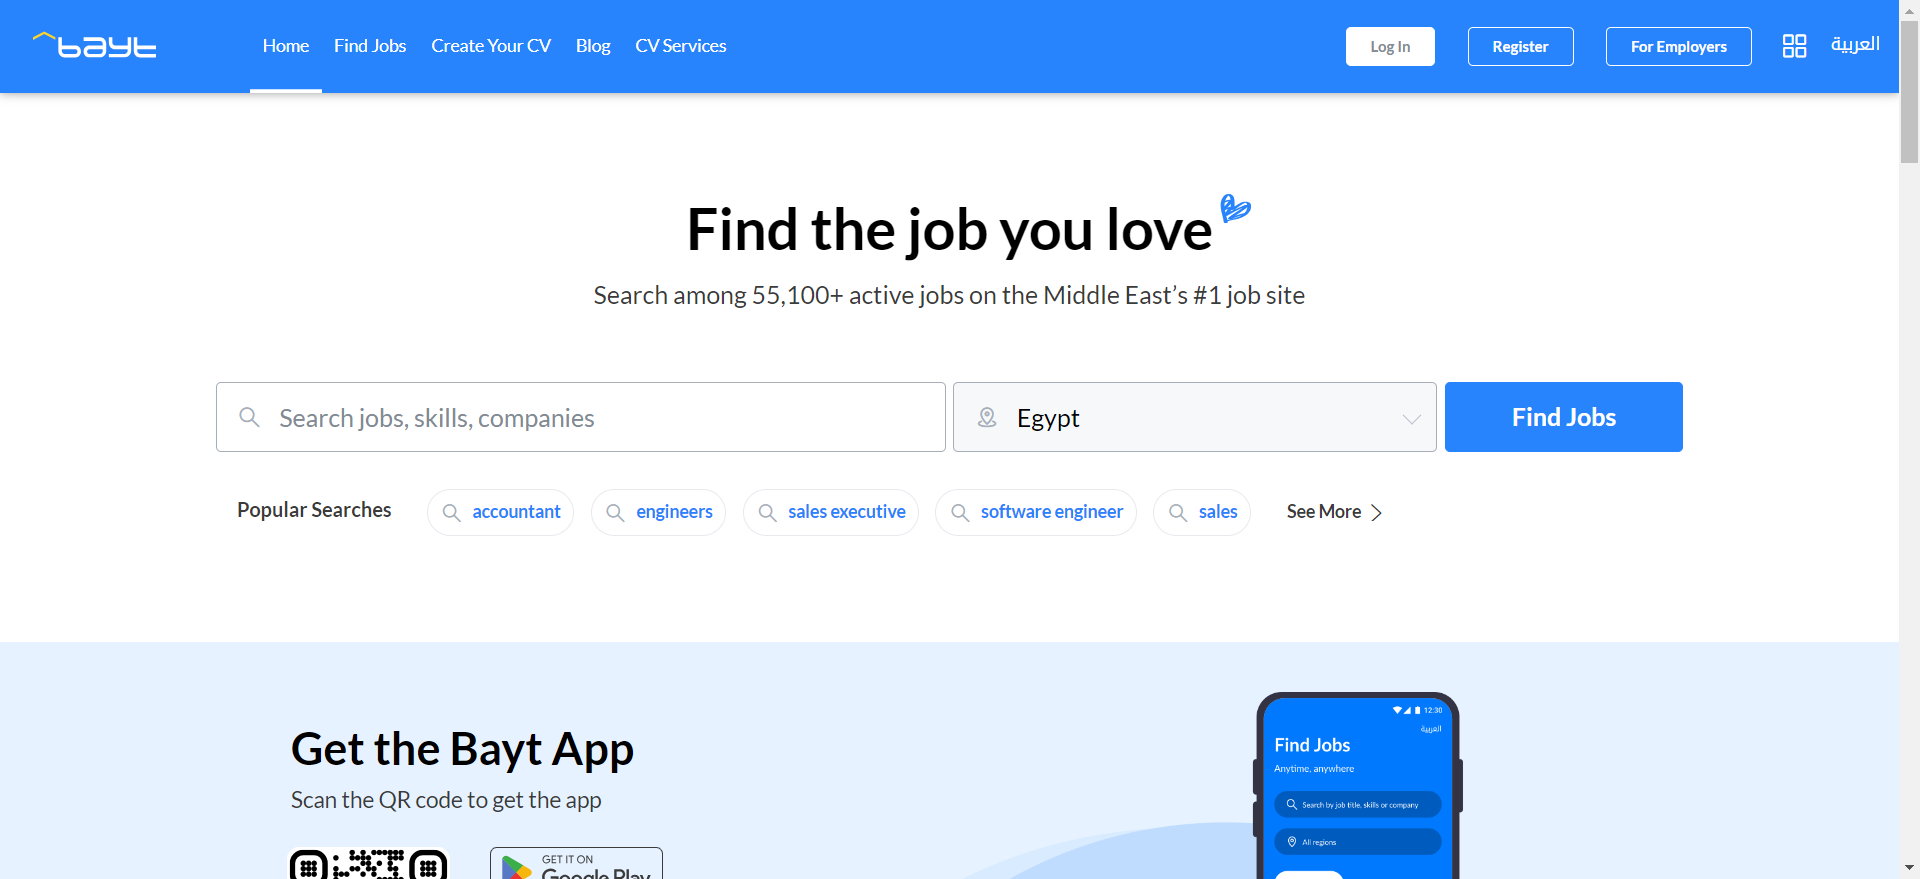 bayt
Home
Find Jobs
Create Your CV
Blog
CV Services
Log In
Register
For Employers
العربية
Find the job you love
Search among 55,100+ active jobs on the Middle East’s #1 job site
Search jobs, skills, companies
Egypt
Find Jobs
Popular Searches
accountant
engineers
sales executive
software engineer
sales
See More
Get the Bayt App
Scan the QR code to get the app
GET IT ON
Google Play
12:30
العربية
Find Jobs
Anytime, anywhere
Search by job title, skills or company
All regions